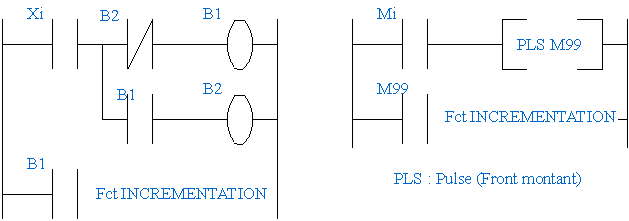 Xi
B2
B1
B1
B2
B1
Fct INCREMENTATION
Mi
PLS M99
M99
Fct INCREMENTATION
PLS : Pulse (Front montant)